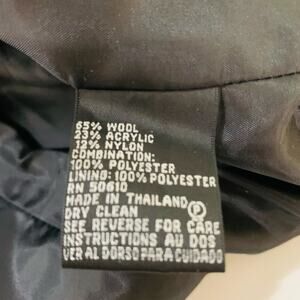 65% WOOL
23% ACRYLIC
12% NYLON
COMBINATION:
100% POLYESTER
LINING: 100% POLYESTER
RN 50610
MADE IN THAILAND
DRY CLEAN P
SEE REVERSE FOR CARE
INSTRUCTIONS AU DOS
VER AL DORSO PARA CUIDADO